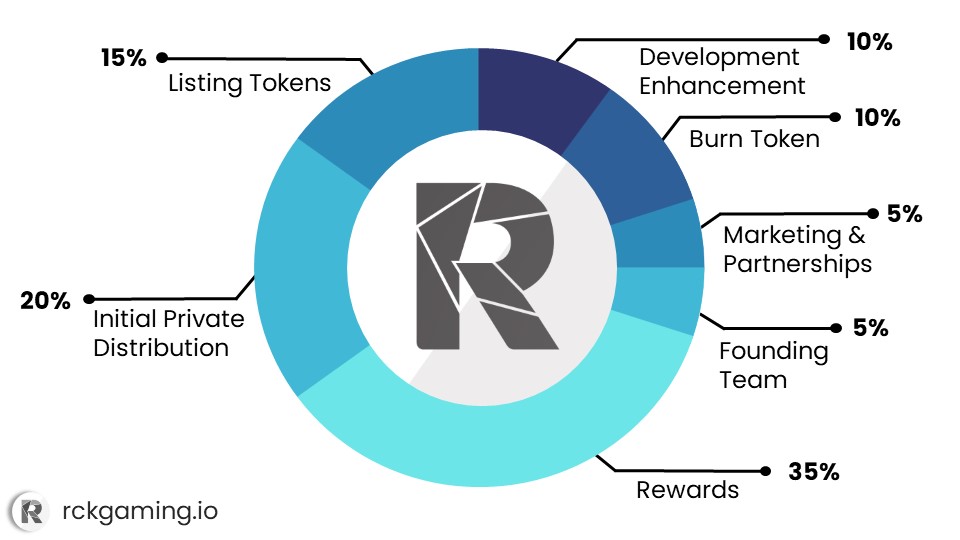 15%
Listing Tokens
10%
Development
Enhancement
10%
Burn Token
5%
Marketing &
Partnerships
20%
Initial Private
Distribution
5%
Founding
Team
35%
Rewards
R
R rckgaming.io